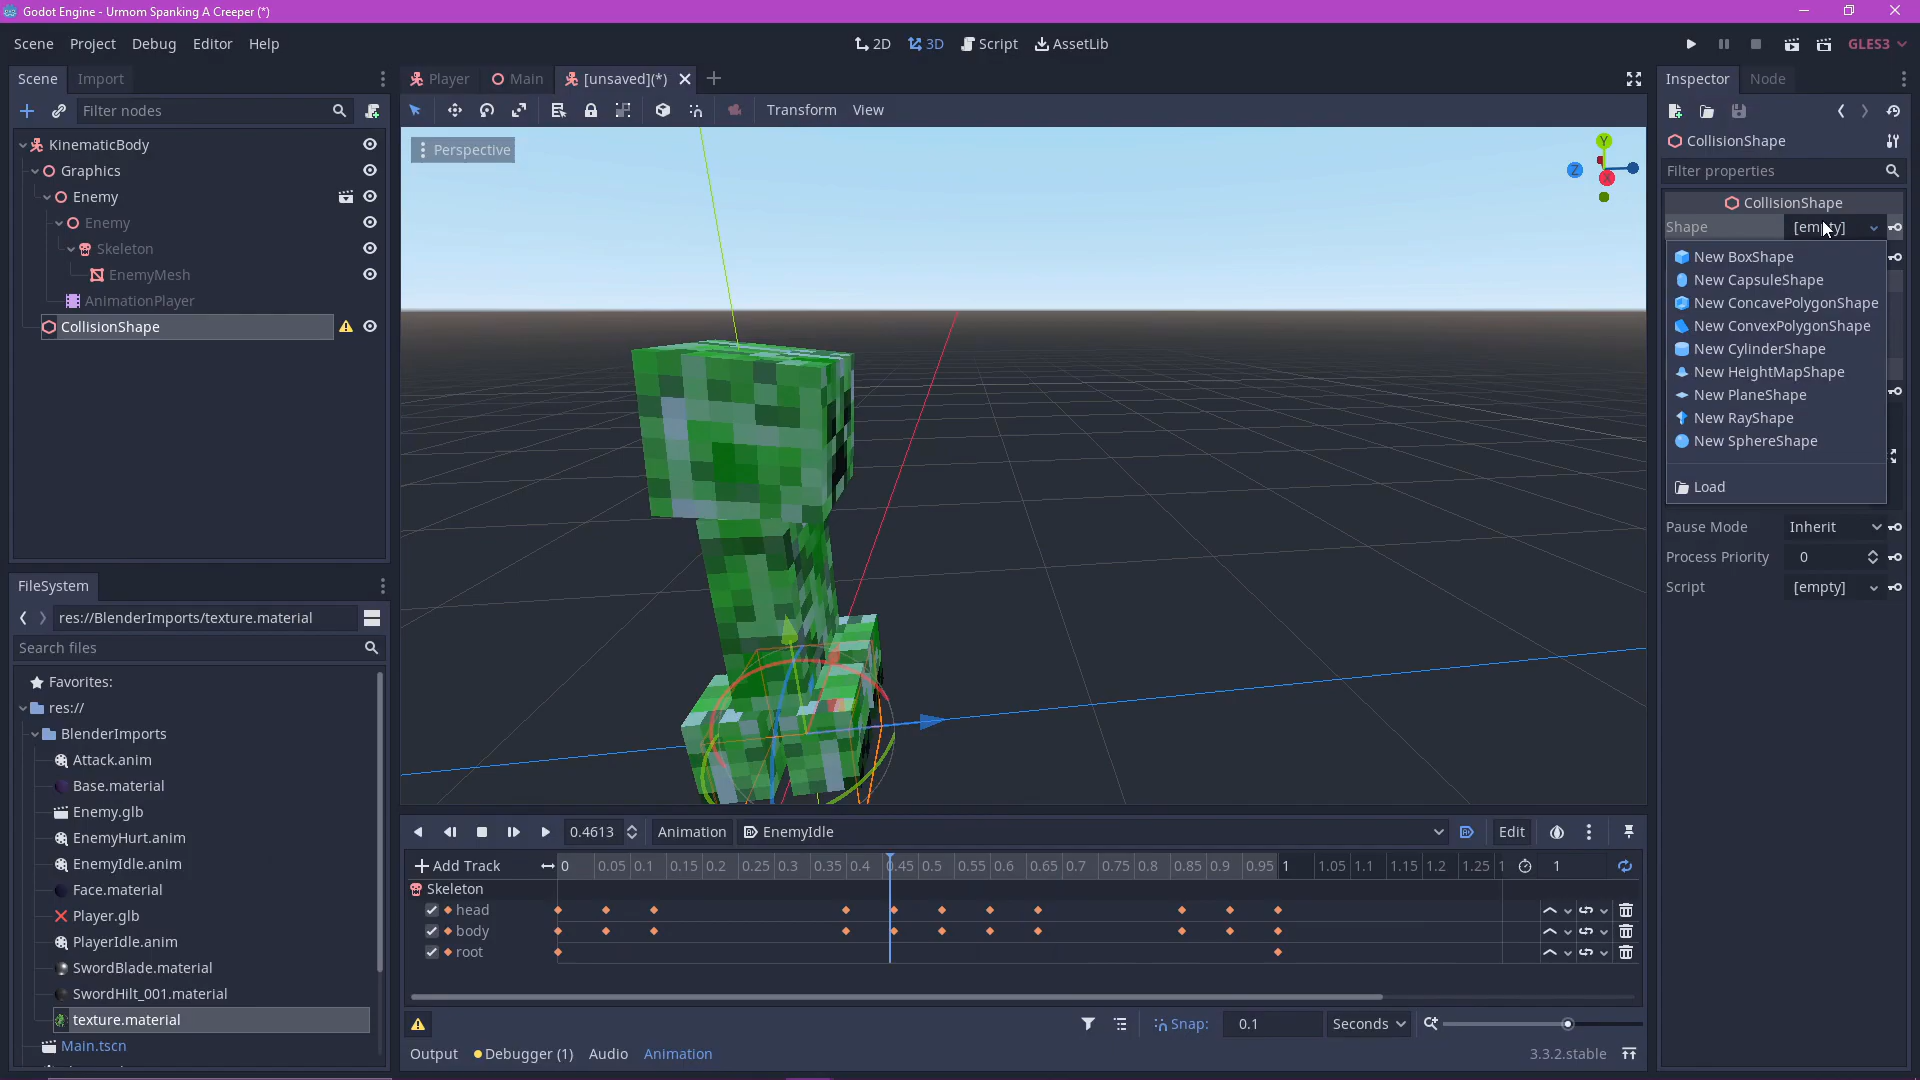 Godot Engine - Urmom Spanking A Creeper (*)
Scene Project Debug Editor Help
2D 3D Script AssetLib
GLES3
Scene Import
Filter nodes
KinematicBody
Graphics
Enemy
Enemy
Skeleton
EnemyMesh
AnimationPlayer
CollisionShape
FileSystem
res://BlenderImports/texture.material
Search files
Favorites:
res://
BlenderImports
Attack.anim
Base.material
Enemy.glb
EnemyHurt.anim
EnemyIdle.anim
Face.material
Player.glb
PlayerIdle.anim
SwordBlade.material
SwordHilt_001.material
texture.material
Main.tscn
Player Main [unsaved](*)
Transform View
Perspective
Y
Z
X
0.4613 Animation EnemyIdle Edit
Add Track 0 0.05 0.1 0.15 0.2 0.25 0.3 0.35 0.4 0.45 0.5 0.55 0.6 0.65 0.7 0.75 0.8 0.85 0.9 0.95 1 1.05 1.1 1.15 1.2 1.25 1 1
Skeleton
head
body
root
Snap: 0.1 Seconds
Output Debugger (1) Audio Animation 3.3.2.stable
Inspector Node
CollisionShape
Filter properties
CollisionShape
Shape [empty]
New BoxShape
New CapsuleShape
New ConcavePolygonShape
New ConvexPolygonShape
New CylinderShape
New HeightMapShape
New PlaneShape
New RayShape
New SphereShape
Load
Pause Mode Inherit
Process Priority 0
Script [empty]